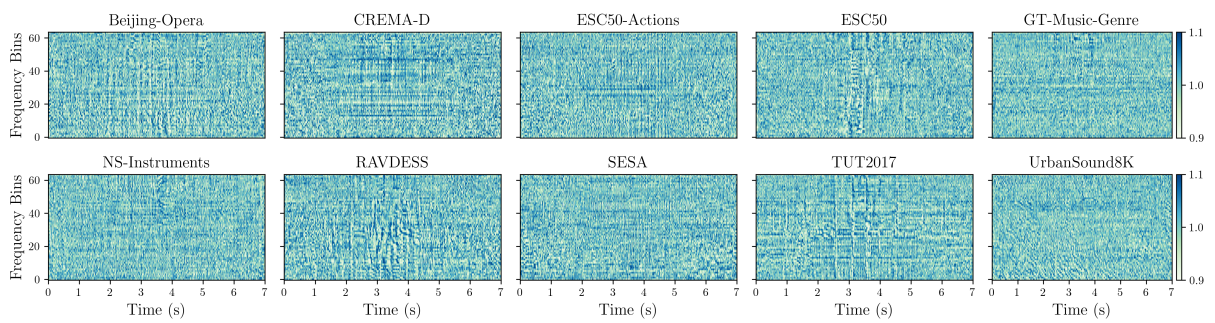 Beijing-Opera
CREMA-D
ESC50-Actions
ESC50
GT-Music-Genre
Frequency Bins
60
40
20
0
1.1
1.0
0.9
NS-Instruments
RAVDESS
SESA
TUT2017
UrbanSound8K
Frequency Bins
60
40
20
0
1.1
1.0
0.9
0 1 2 3 4 5 6 7
0 1 2 3 4 5 6 7
0 1 2 3 4 5 6 7
0 1 2 3 4 5 6 7
0 1 2 3 4 5 6 7
Time (s)
Time (s)
Time (s)
Time (s)
Time (s)